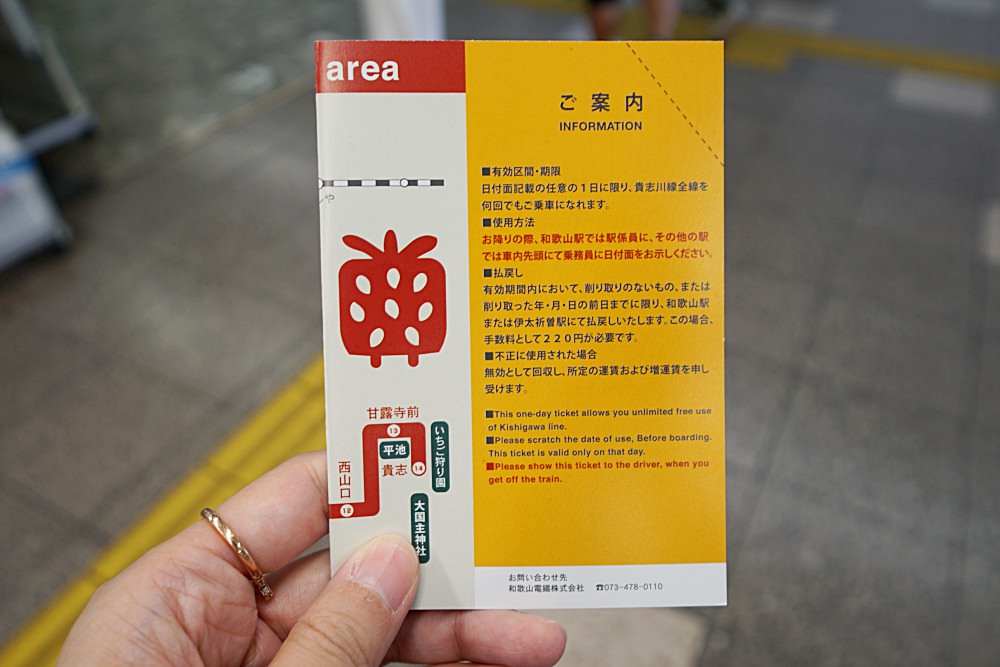 area
や
甘露寺前
13
平池
いちご狩り園
貴志
14
西山口
12
大国主神社
ご案内
INFORMATION
■有効区間・期限
日付面記載の任意の1日に限り、貴志川線全線を
何回でもご乗車になれます。
■使用方法
お降りの際、和歌山駅では駅係員に、その他の駅
では車内先頭にて乗務員に日付面をお示しください。
■払戻し
有効期間内において、削り取りのないもの、または
削り取った年・月・日の前日までに限り、和歌山駅
または伊太祈曽駅にて払戻しいたします。この場合、
手数料として220円が必要です。
■不正に使用された場合
無効として回収し、所定の運賃および増運賃を申し
受けます。
■This one-day ticket allows you unlimited free use
of Kishigawa line.
■Please scratch the date of use, Before boarding.
This ticket is valid only on that day.
■Please show this ticket to the driver, when you
get off the train.
お問い合わせ先
和歌山電鐵株式会社 ☎073-478-0110